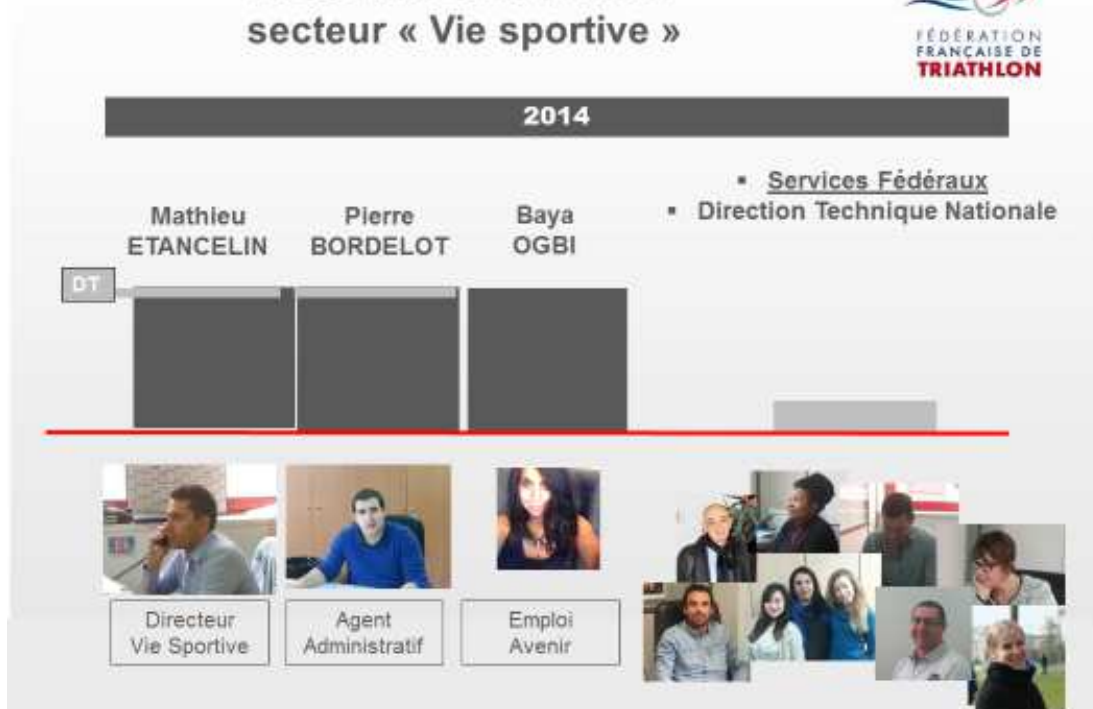 secteur « Vie sportive »
FÉDÉRATION
FRANÇAISE DE
TRIATHLON
2014
Mathieu
ETANCELIN
Pierre
BORDELOT
Baya
OGBI
▪ Services Fédéraux
▪ Direction Technique Nationale
DT
Directeur
Vie Sportive
Agent
Administratif
Emploi
Avenir